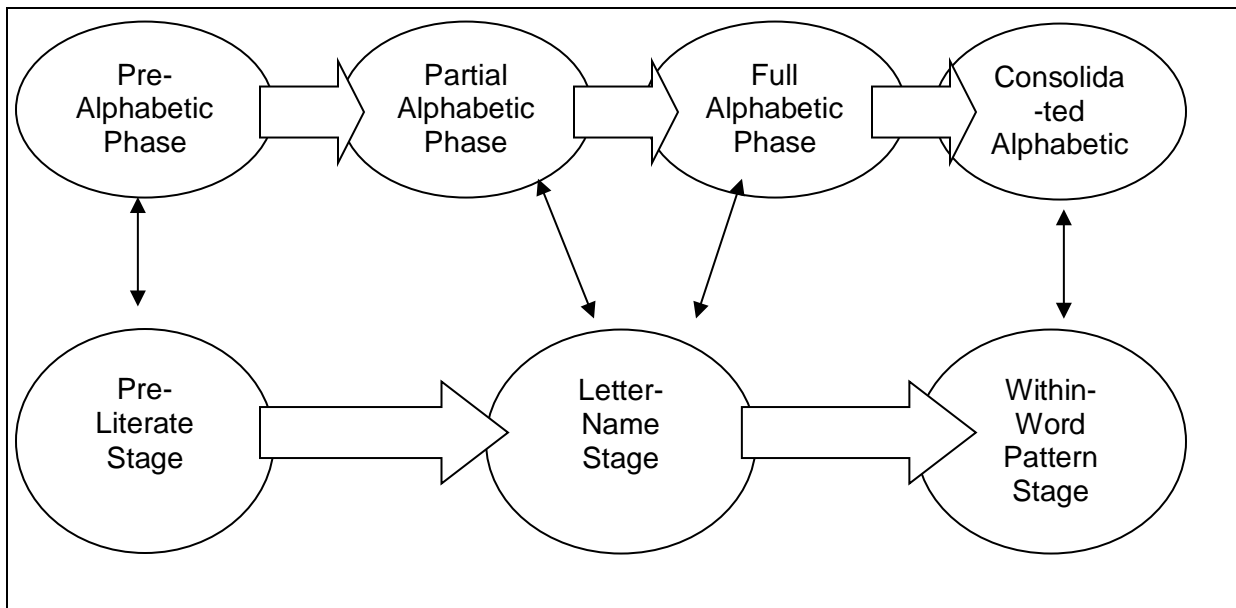 Pre-
Alphabetic
Phase
Partial
Alphabetic
Phase
Full
Alphabetic
Phase
Consolida
-ted
Alphabetic
Pre-
Literate
Stage
Letter-
Name
Stage
Within-
Word
Pattern
Stage